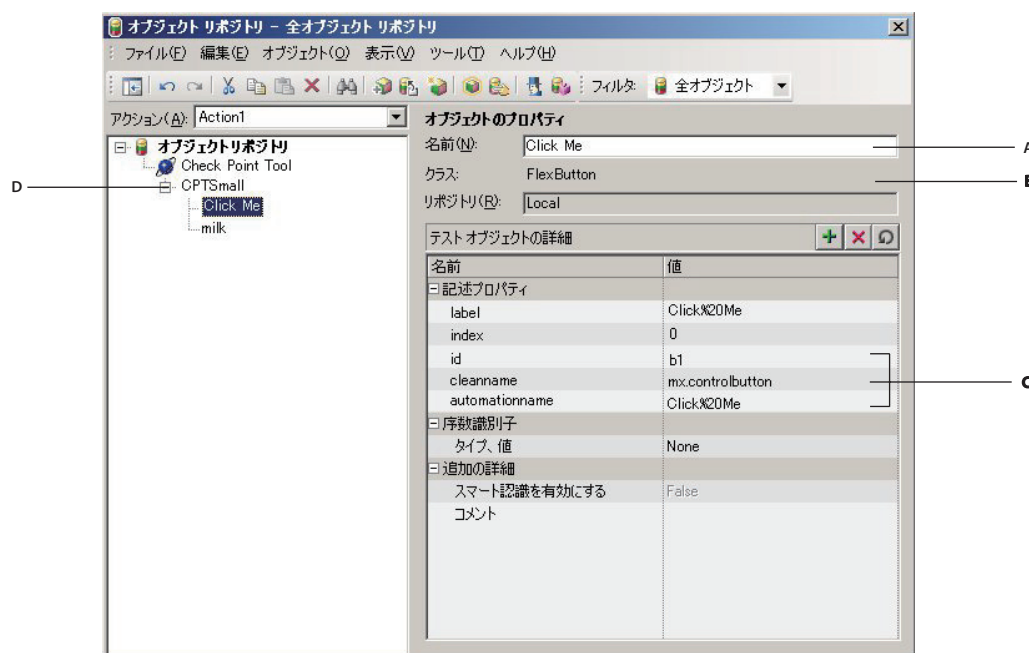 オブジェクト リポジトリ - 全オブジェクト リポジトリ
ファイル(F) 編集(E) オブジェクト(O) 表示(V) ツール(T) ヘルプ(H)
フィルタ: 全オブジェクト
アクション(A): Action1
オブジェクトリポジトリ
Check Point Tool
CPTSmall
Click Me
milk
D
オブジェクトのプロパティ
名前(N): Click Me
A
クラス: FlexButton
リポジトリ(R): Local
テスト オブジェクトの詳細
名前 値
記述プロパティ
label Click%20Me
index 0
id b1
cleanname mx.controlbutton
automationname Click%20Me
序数識別子
タイプ、値 None
追加の詳細
スマート認識を有効にする False
コメント